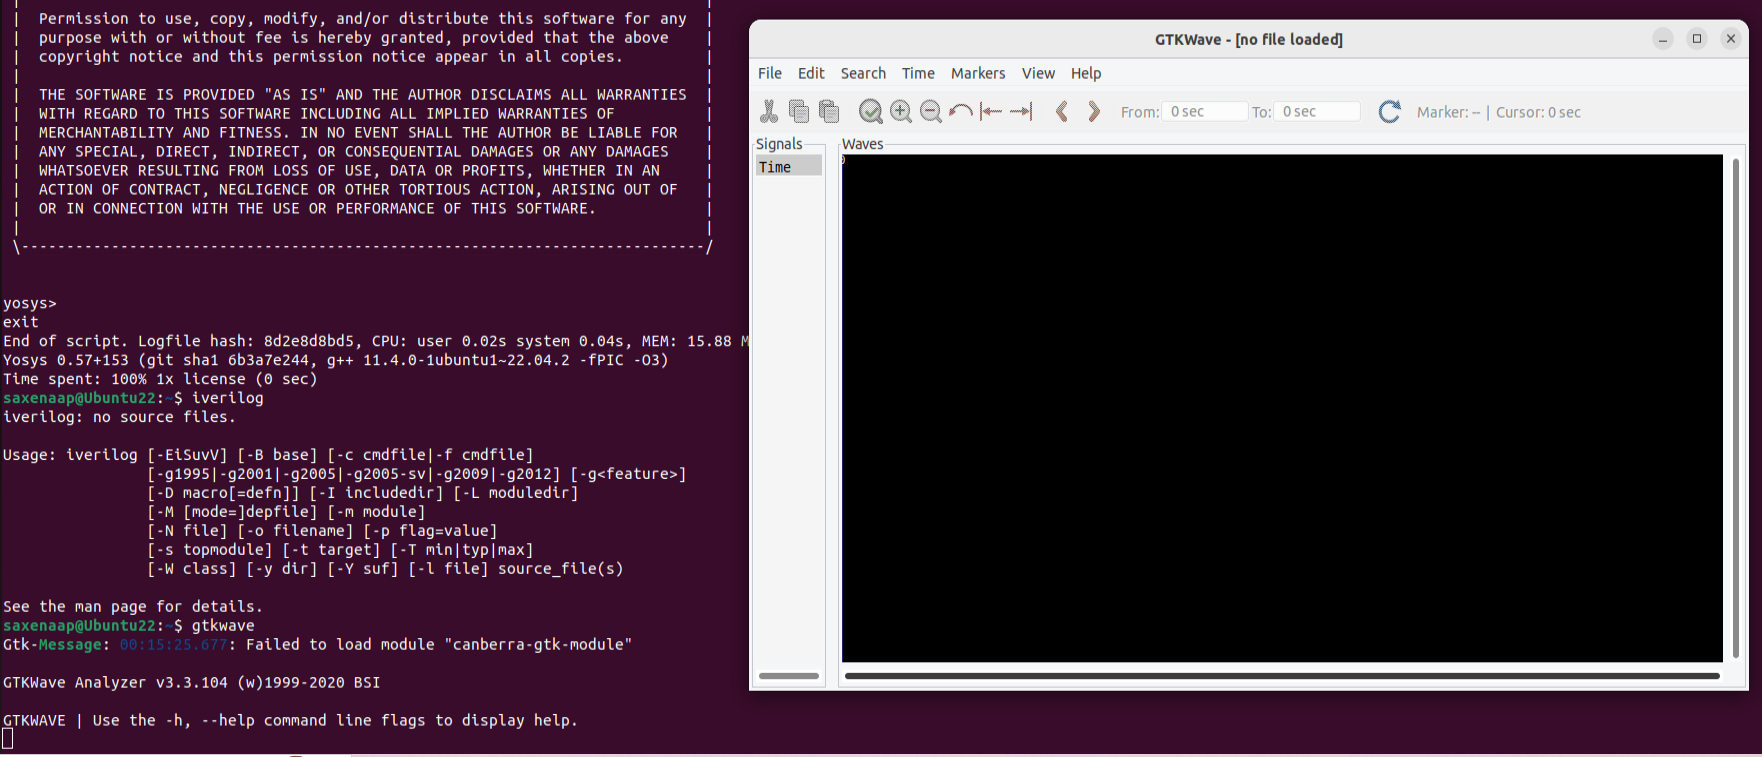 Permission to use, copy, modify, and/or distribute this software for any
purpose with or without fee is hereby granted, provided that the above
copyright notice and this permission notice appear in all copies.
THE SOFTWARE IS PROVIDED "AS IS" AND THE AUTHOR DISCLAIMS ALL WARRANTIES
WITH REGARD TO THIS SOFTWARE INCLUDING ALL IMPLIED WARRANTIES OF
MERCHANTABILITY AND FITNESS. IN NO EVENT SHALL THE AUTHOR BE LIABLE FOR
ANY SPECIAL, DIRECT, INDIRECT, OR CONSEQUENTIAL DAMAGES OR ANY DAMAGES
WHATSOEVER RESULTING FROM LOSS OF USE, DATA OR PROFITS, WHETHER IN AN
ACTION OF CONTRACT, NEGLIGENCE OR OTHER TORTIOUS ACTION, ARISING OUT OF
OR IN CONNECTION WITH THE USE OR PERFORMANCE OF THIS SOFTWARE.
\----------------------------------------------------------------------------/
yosys>
exit
End of script. Logfile hash: 8d2e8d8bd5, CPU: user 0.02s system 0.04s, MEM: 15.88 M
Yosys 0.57+153 (git sha1 6b3a7e244, g++ 11.4.0-1ubuntu1~22.04.2 -fPIC -O3)
Time spent: 100% 1x license (0 sec)
saxenaap@Ubuntu22:~$ iverilog
iverilog: no source files.
Usage: iverilog [-EiSuvV] [-B base] [-c cmdfile|-f cmdfile]
[-g1995|-g2001|-g2005|-g2005-sv|-g2009|-g2012] [-g<feature>]
[-D macro[=defn]] [-I includedir] [-L moduledir]
[-M [mode=]depfile] [-m module]
[-N file] [-o filename] [-p flag=value]
[-s topmodule] [-t target] [-T min|typ|max]
[-W class] [-y dir] [-Y suf] [-l file] source_file(s)
See the man page for details.
saxenaap@Ubuntu22:~$ gtkwave
Gtk-Message: 00:15:25.677: Failed to load module "canberra-gtk-module"
GTKWave Analyzer v3.3.104 (w)1999-2020 BSI
GTKWAVE | Use the -h, --help command line flags to display help.
GTKWave - [no file loaded]
File Edit Search Time Markers View Help
From: 0 sec To: 0 sec Marker: -- | Cursor: 0 sec
Signals
Time
Waves
0